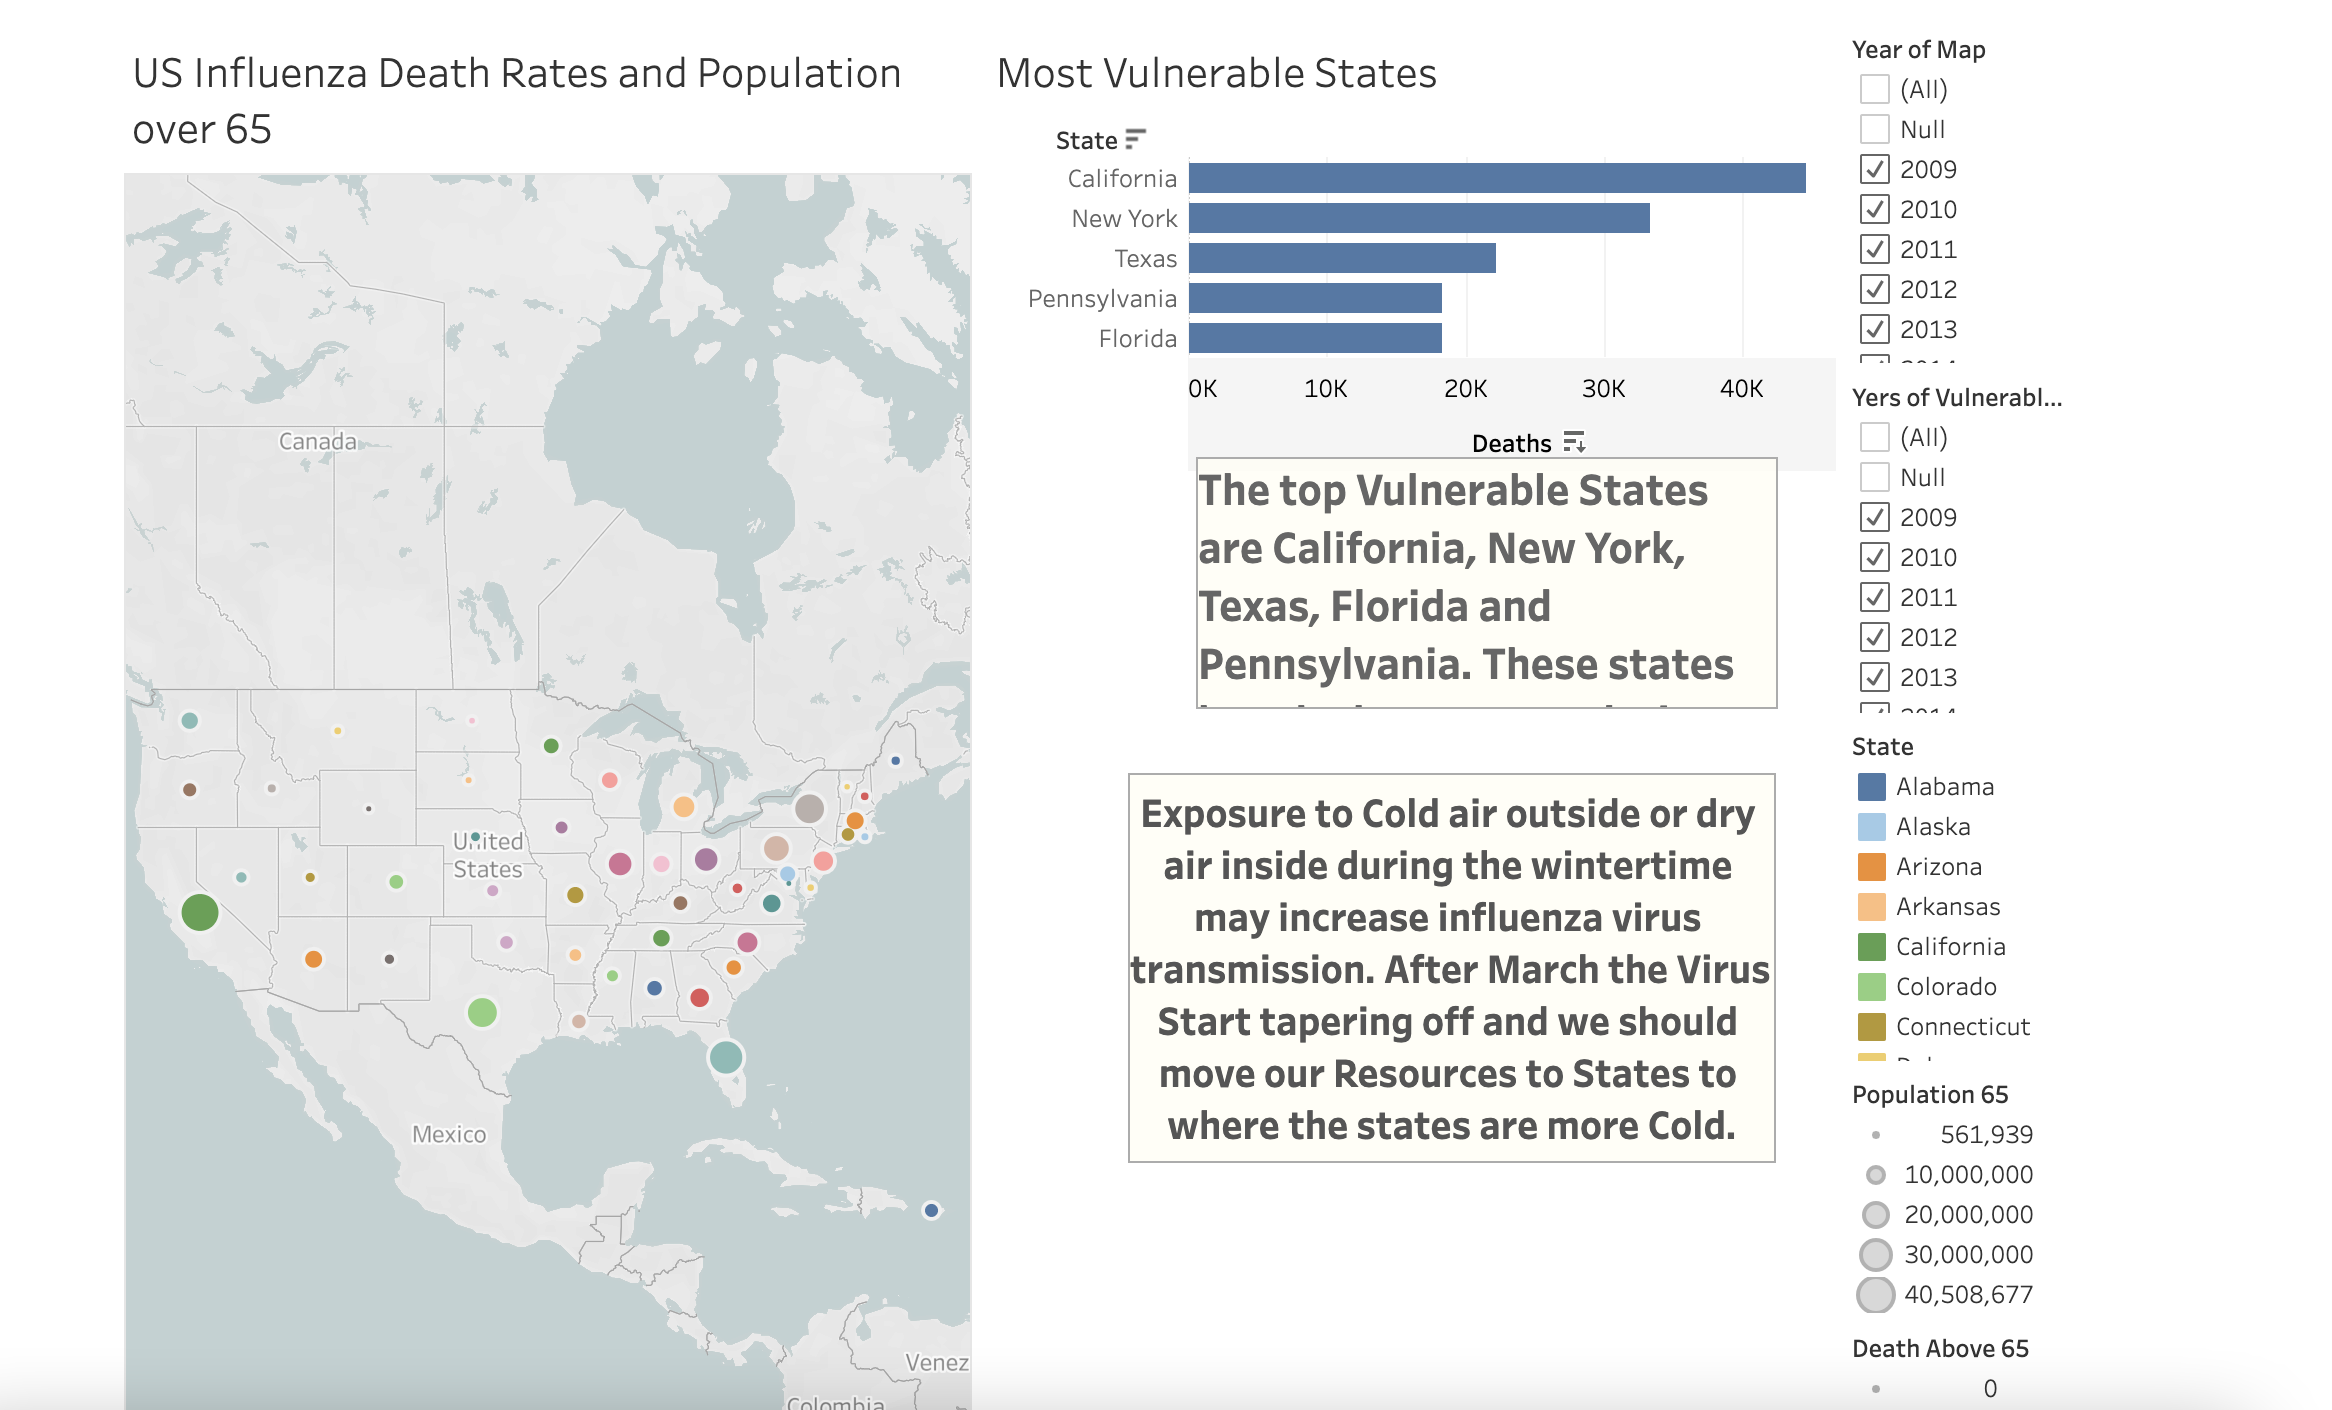 US Influenza Death Rates and Population
over 65
Canada
United
States
Mexico
Venez
Colombia
Most Vulnerable States
State
California
New York
Texas
Pennsylvania
Florida
0K 10K 20K 30K 40K
Deaths
The top Vulnerable States
are California, New York,
Texas, Florida and
Pennsylvania. These states
Exposure to Cold air outside or dry
air inside during the wintertime
may increase influenza virus
transmission. After March the Virus
Start tapering off and we should
move our Resources to States to
where the states are more Cold.
Year of Map
(All)
Null
2009
2010
2011
2012
2013
2014
Yers of Vulnerabl...
(All)
Null
2009
2010
2011
2012
2013
2014
State
Alabama
Alaska
Arizona
Arkansas
California
Colorado
Connecticut
Population 65
561,939
10,000,000
20,000,000
30,000,000
40,508,677
Death Above 65
0